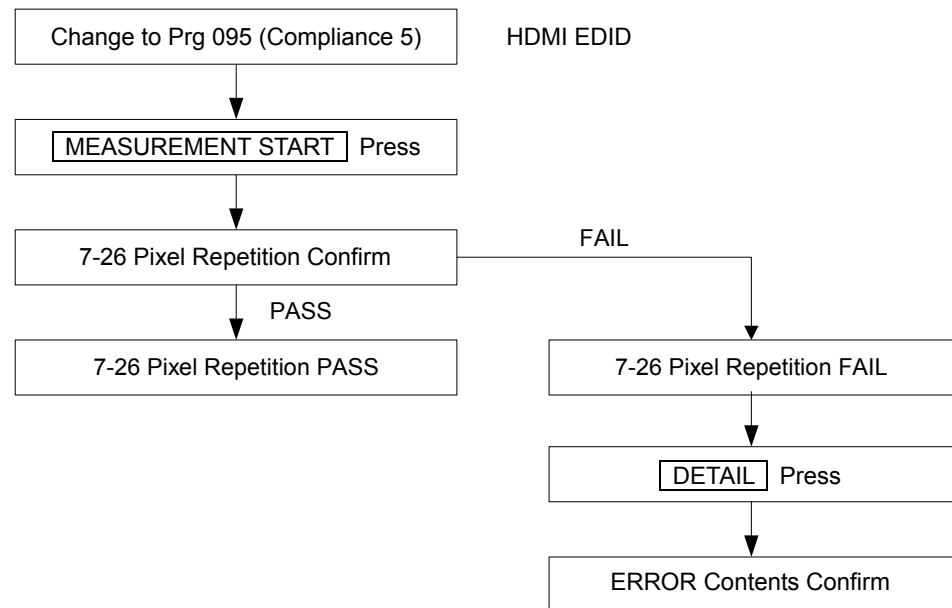 Change to Prg 095 (Compliance 5)
HDMI EDID
MEASUREMENT START Press
7-26 Pixel Repetition Confirm
FAIL
PASS
7-26 Pixel Repetition PASS
7-26 Pixel Repetition FAIL
DETAIL Press
ERROR Contents Confirm